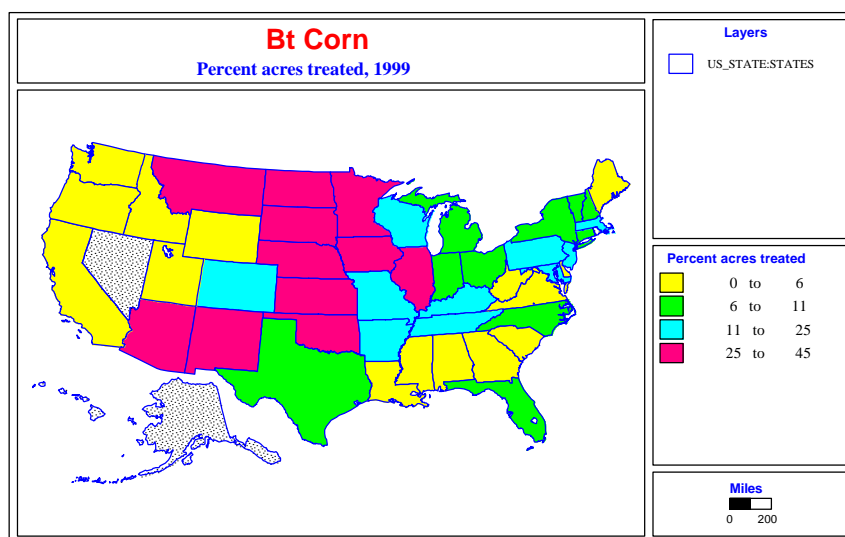 Bt Corn
Percent acres treated, 1999
Layers
US_STATE:STATES
Percent acres treated
0 to 6
6 to 11
11 to 25
25 to 45
Miles
0 200